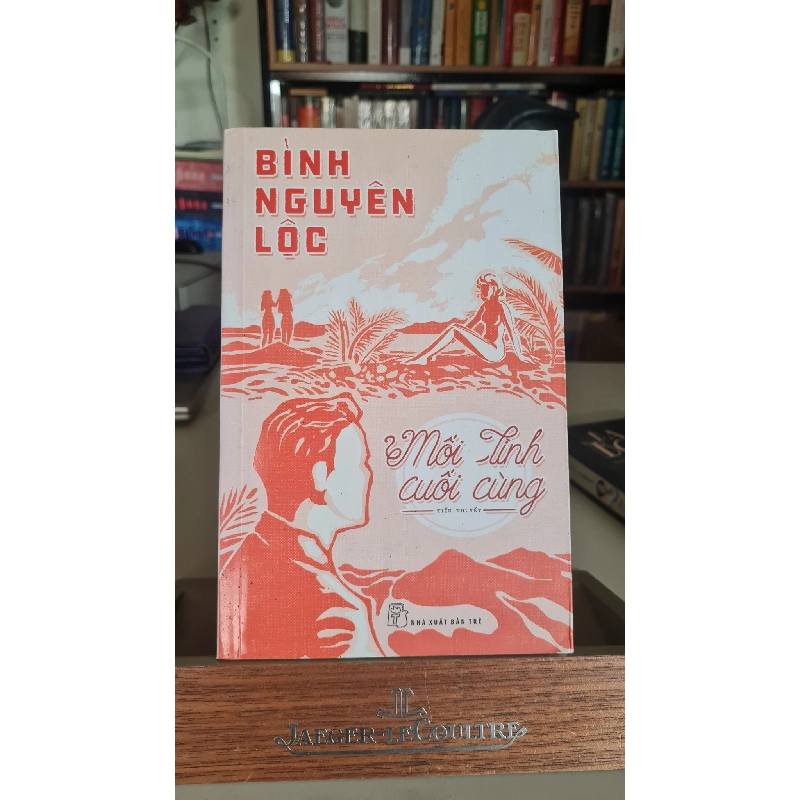 BÌNH
NGUYÊN
LỘC
Mối tình
cuối cùng
TIỂU THUYẾT
NHÀ XUẤT BẢN TRẺ
JAEGER-LECOULTRE